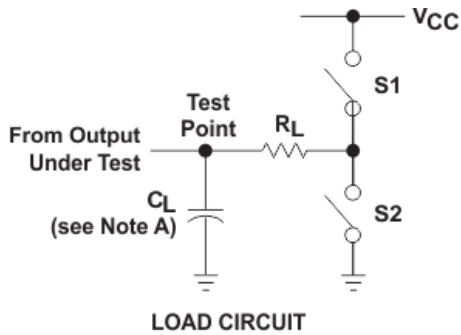 VCC
S1
Test
Point
RL
From Output
Under Test
CL
(see Note A)
S2
LOAD CIRCUIT